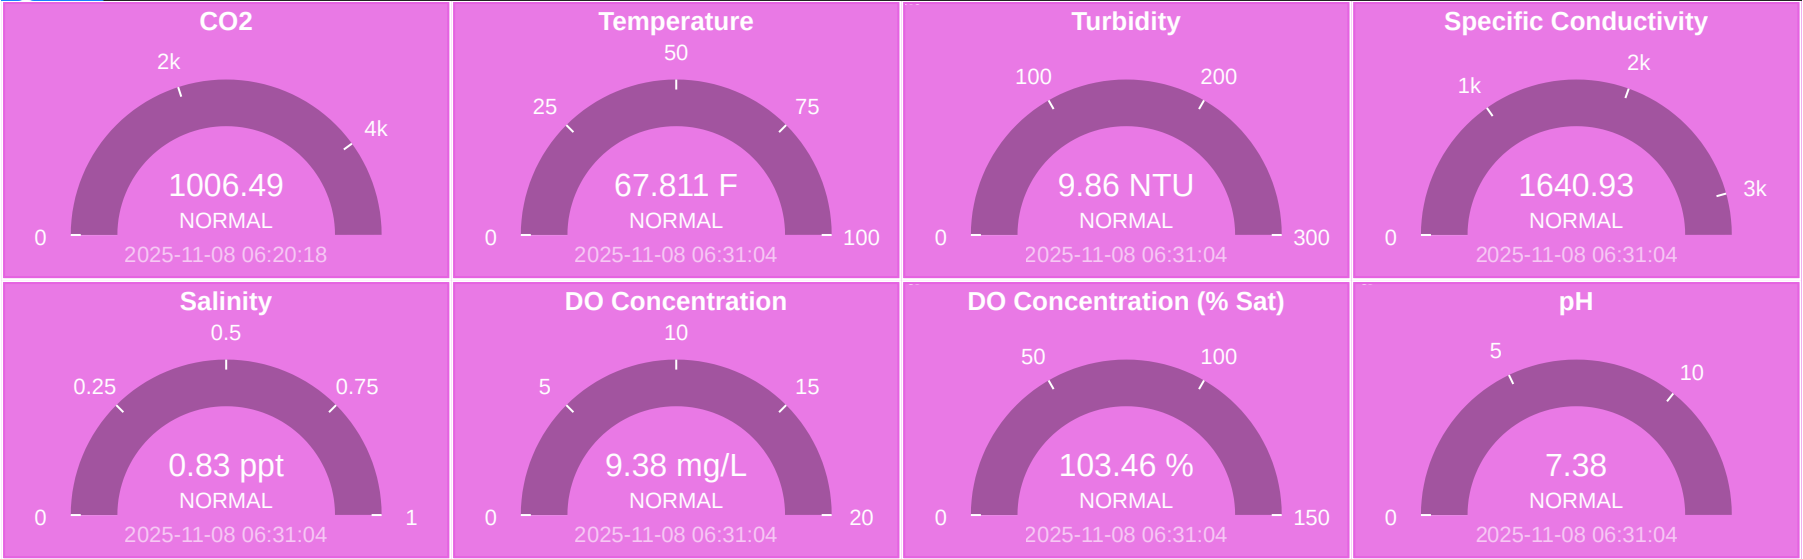 CO2
2k
4k
0
1006.49
NORMAL
2025-11-08 06:20:18
Temperature
50
25
75
0
100
67.811 F
NORMAL
2025-11-08 06:31:04
Turbidity
100
200
0
300
9.86 NTU
NORMAL
2025-11-08 06:31:04
Specific Conductivity
2k
1k
3k
0
1640.93
NORMAL
2025-11-08 06:31:04
Salinity
0.5
0.25
0.75
0
1
0.83 ppt
NORMAL
2025-11-08 06:31:04
DO Concentration
10
5
15
0
20
9.38 mg/L
NORMAL
2025-11-08 06:31:04
DO Concentration (% Sat)
50
100
0
150
103.46 %
NORMAL
2025-11-08 06:31:04
pH
5
10
0
7.38
NORMAL
2025-11-08 06:31:04